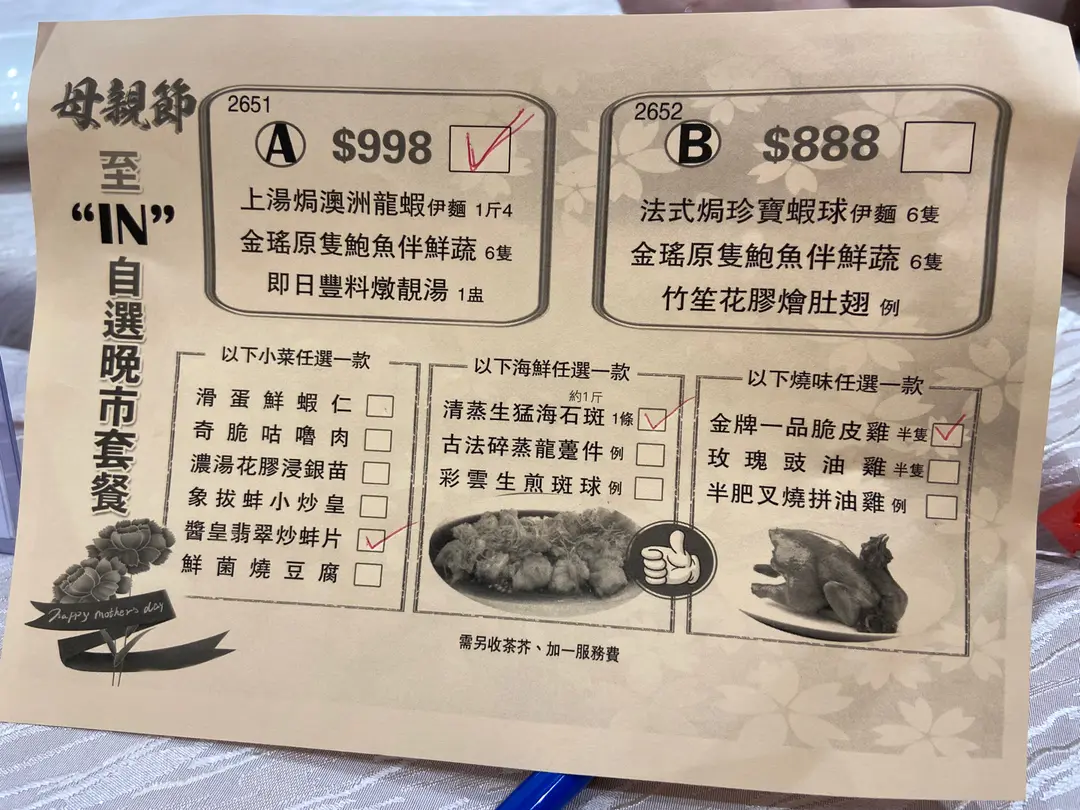 母親節
至
“IN”
自選晚市套餐
happy mother's day
2651
A $998
上湯焗澳洲龍蝦伊麵 1斤4
金瑤原隻鮑魚伴鮮蔬 6隻
即日豐料燉靚湯 1盅
2652
B $888
法式焗珍寶蝦球伊麵 6隻
金瑤原隻鮑魚伴鮮蔬 6隻
竹笙花膠燴肚翅 例
以下小菜任選一款
滑蛋鮮蝦仁
奇脆咕嚕肉
濃湯花膠浸銀苗
象拔蚌小炒皇
醬皇翡翠炒蚌片
鮮菌燒豆腐
以下海鮮任選一款
約1斤
清蒸生猛海石斑 1條
古法碎蒸龍躉件 例
彩雲生煎斑球 例
以下燒味任選一款
金牌一品脆皮雞 半隻
玫瑰豉油雞 半隻
半肥叉燒拼油雞 例
需另收茶芥、加一服務費